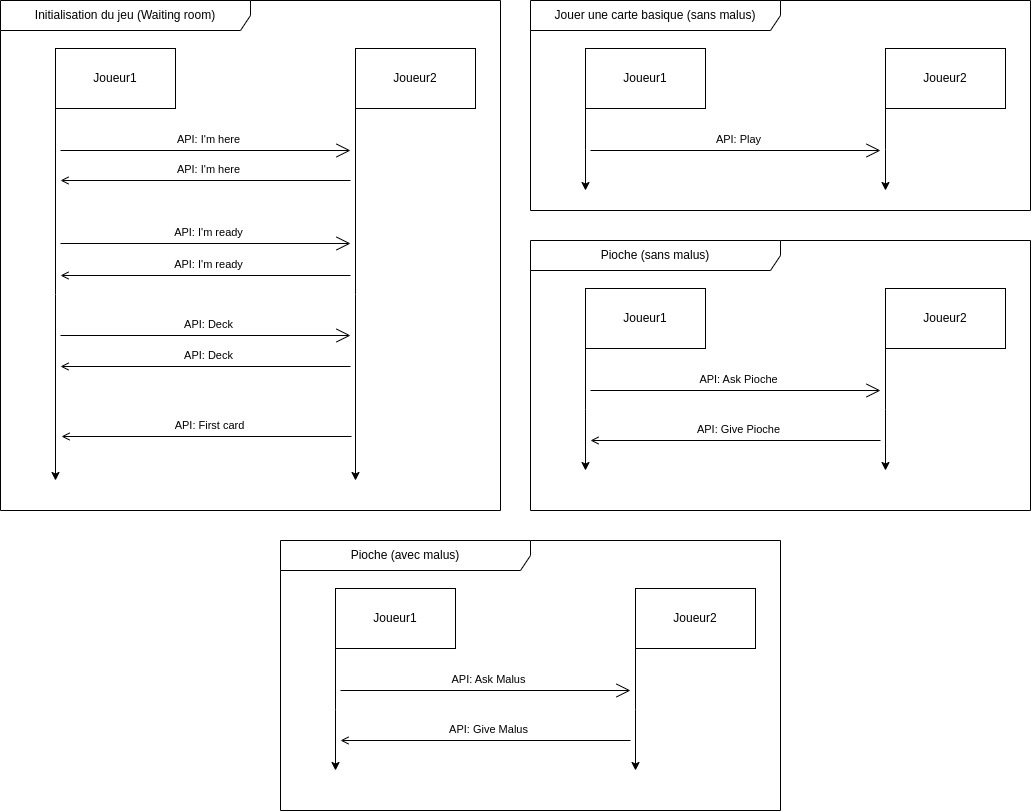 Initialisation du jeu (Waiting room)
Joueur1
Joueur2
API: I'm here
API: I'm here
API: I'm ready
API: I'm ready
API: Deck
API: Deck
API: First card
Jouer une carte basique (sans malus)
Joueur1
Joueur2
API: Play
Pioche (sans malus)
Joueur1
Joueur2
API: Ask Pioche
API: Give Pioche
Pioche (avec malus)
Joueur1
Joueur2
API: Ask Malus
API: Give Malus